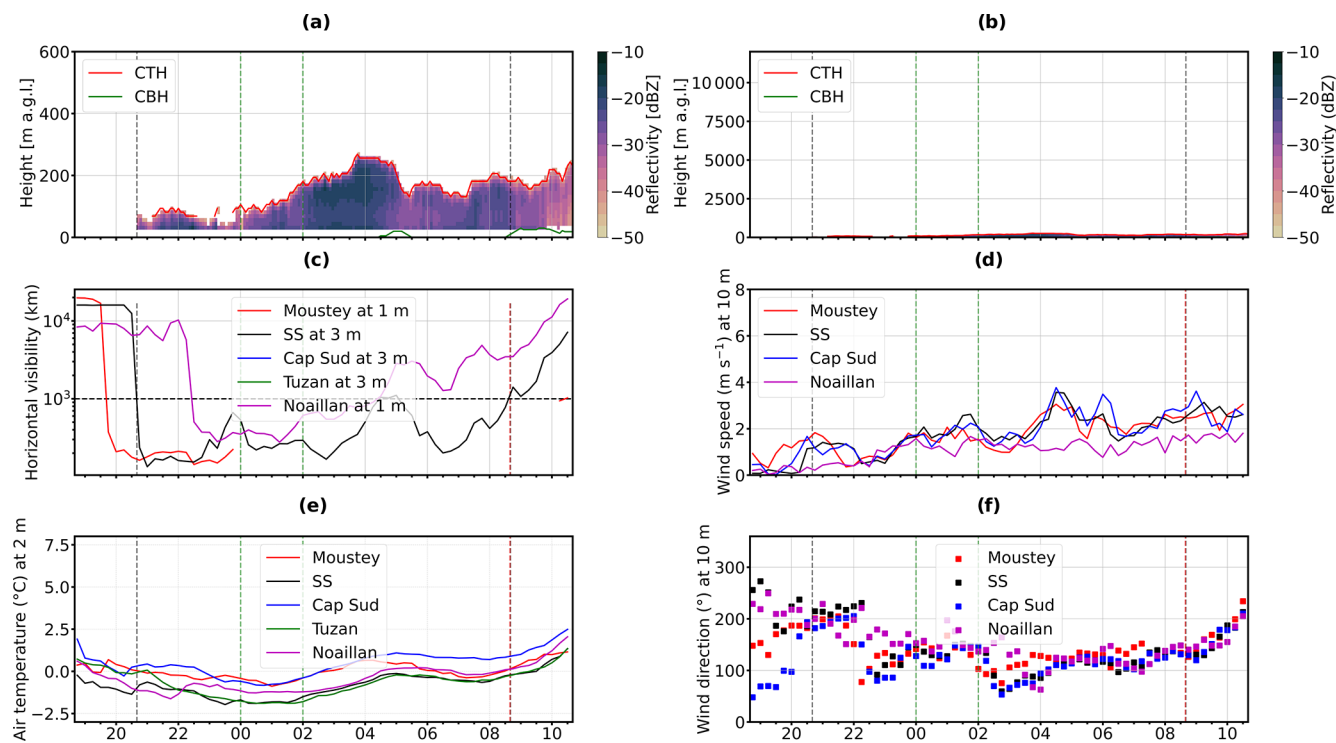 (a)
600
400
200
0
Height [m a.g.l.]
CTH
CBH
−10
−20
−30
−40
−50
Reflectivity [dBZ]
(b)
10 000
7500
5000
2500
0
Height [m a.g.l.]
CTH
CBH
−10
−20
−30
−40
−50
Reflectivity (dBZ)
(c)
10⁴
10³
Horizontal visibility (km)
Moustey at 1 m
SS at 3 m
Cap Sud at 3 m
Tuzan at 3 m
Noaillan at 1 m
(d)
8
6
4
2
0
Wind speed (m s⁻¹) at 10 m
Moustey
SS
Cap Sud
Noaillan
(e)
7.5
5.0
2.5
0.0
−2.5
Air temperature (°C) at 2 m
Moustey
SS
Cap Sud
Tuzan
Noaillan
20 22 00 02 04 06 08 10
(f)
300
200
100
0
Wind direction (°) at 10 m
Moustey
SS
Cap Sud
Noaillan
20 22 00 02 04 06 08 10